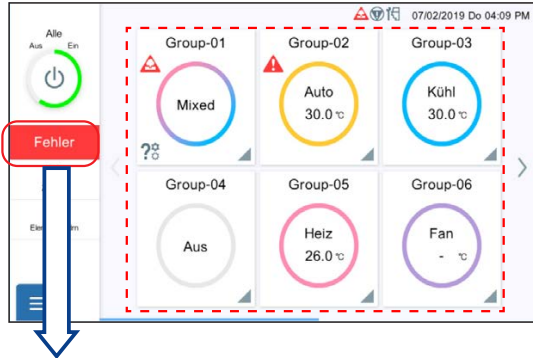 07/02/2019 Do 04:09 PM
Alle
Aus Ein
Fehler
Group-01
Mixed
?
Group-02
Auto
30.0 ℃
Group-03
Kühl
30.0 ℃
Group-04
Aus
Group-05
Heiz
26.0 ℃
Group-06
Fan
- ℃